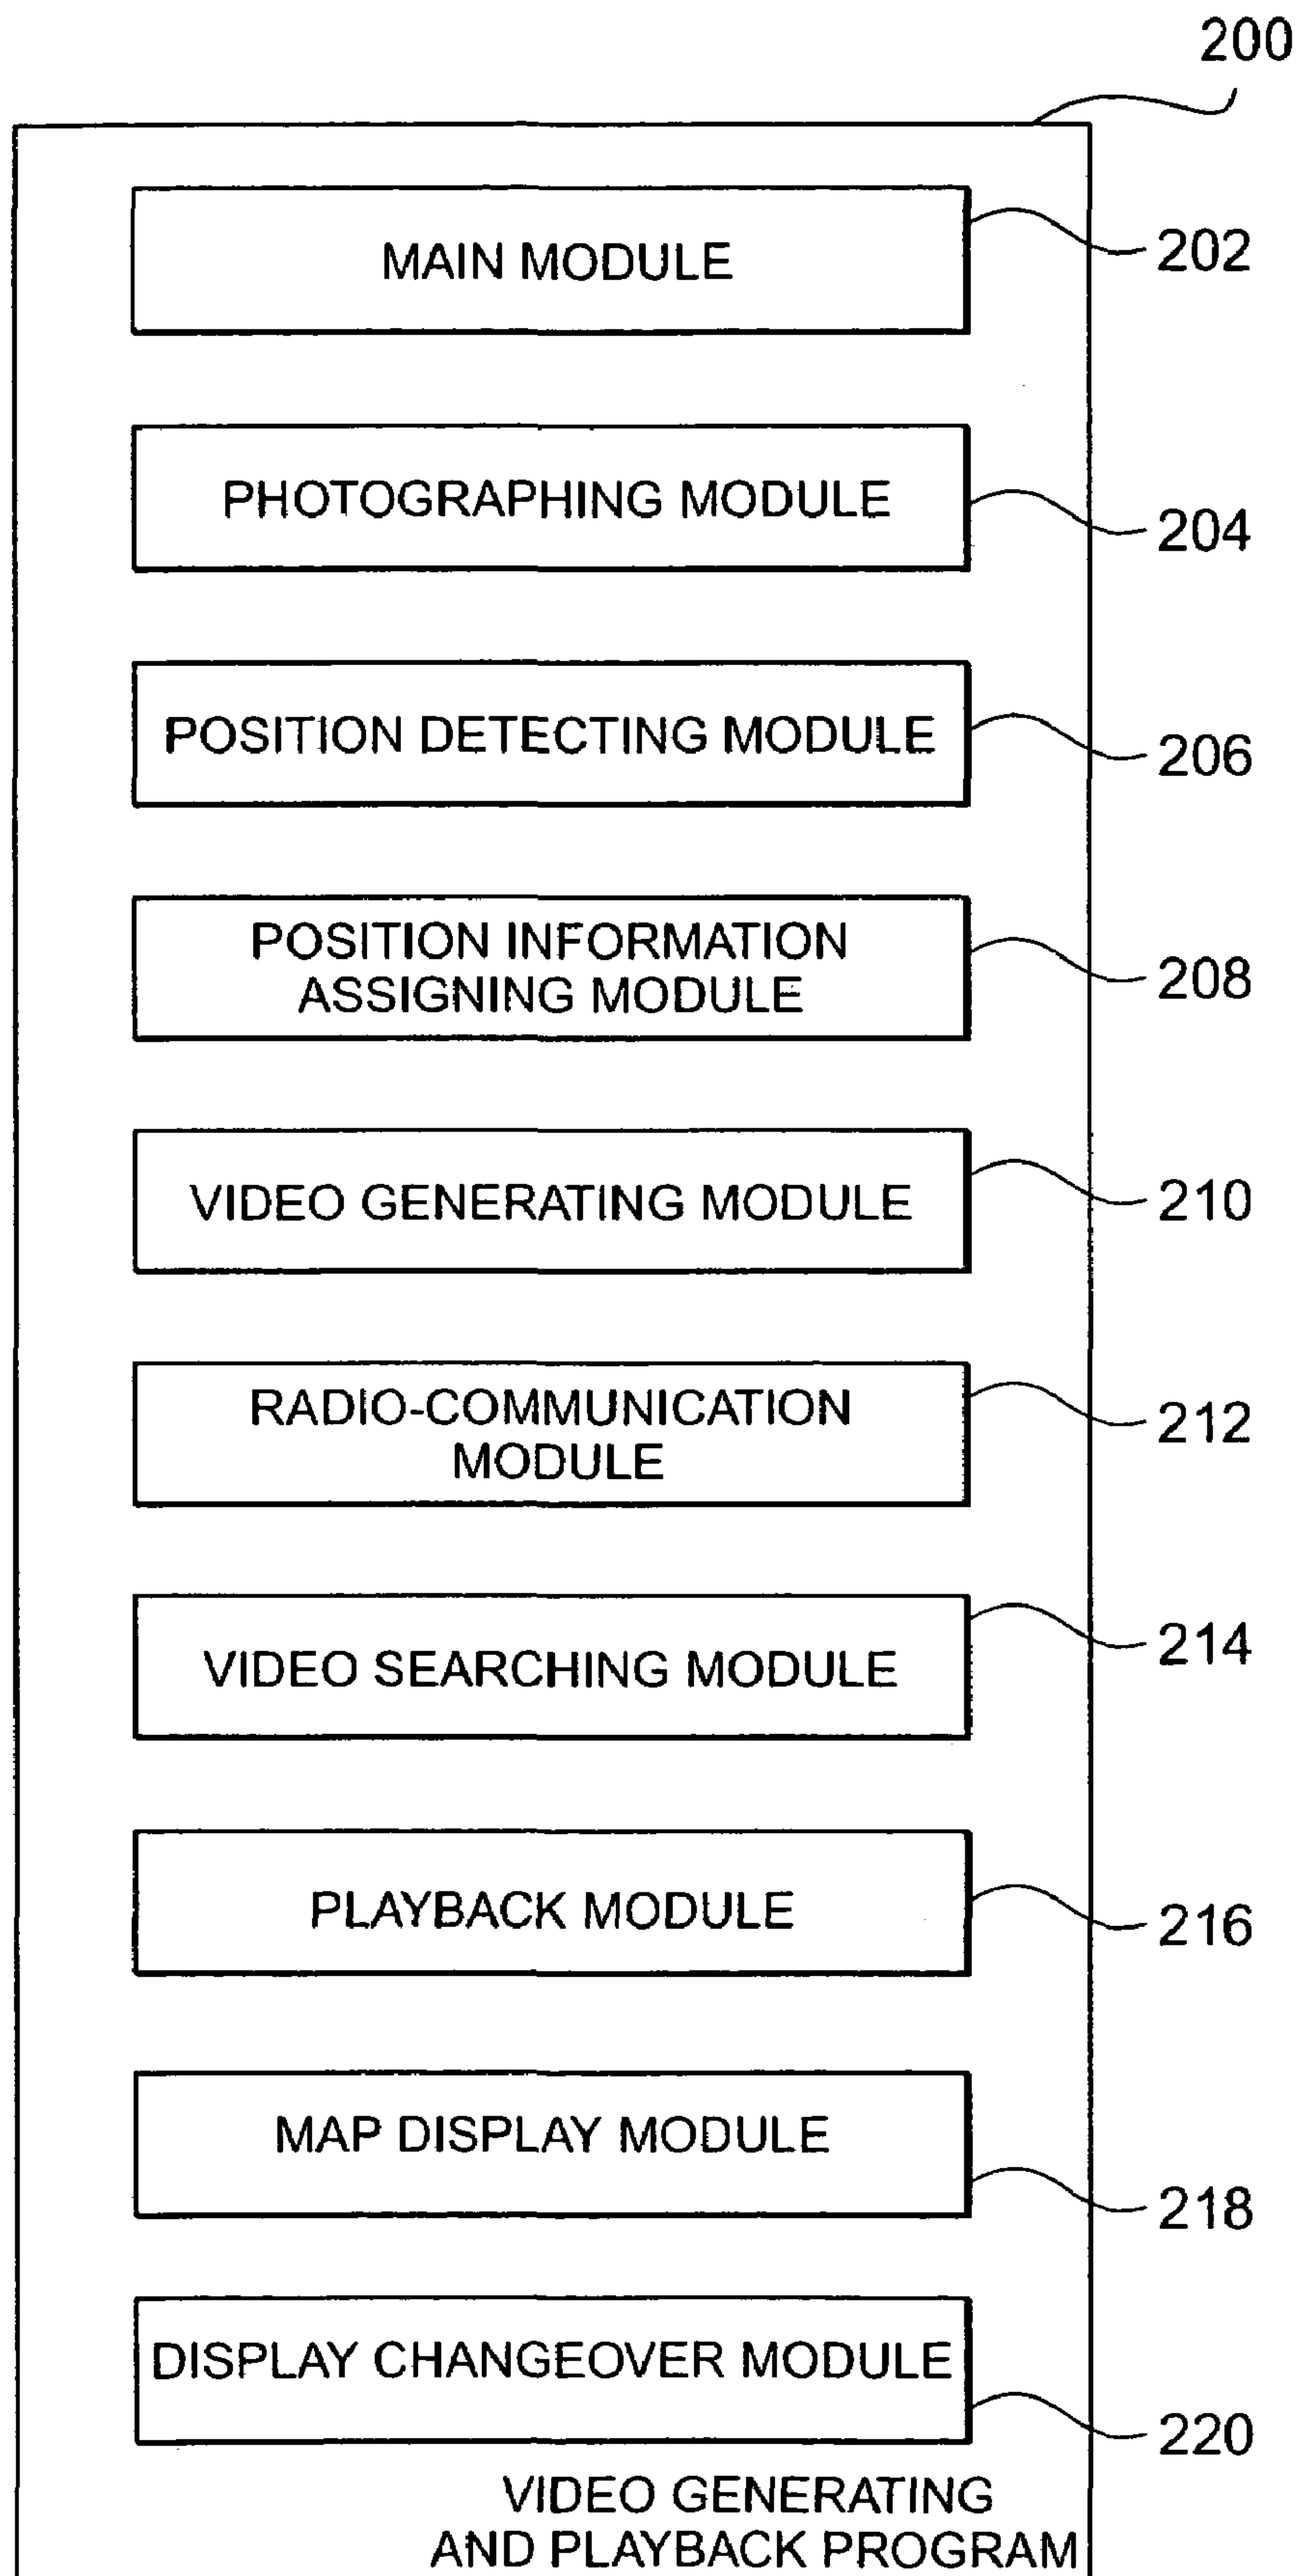 200
MAIN MODULE
202
PHOTOGRAPHING MODULE
204
POSITION DETECTING MODULE
206
POSITION INFORMATION
ASSIGNING MODULE
208
VIDEO GENERATING MODULE
210
RADIO-COMMUNICATION
MODULE
212
VIDEO SEARCHING MODULE
214
PLAYBACK MODULE
216
MAP DISPLAY MODULE
218
DISPLAY CHANGEOVER MODULE
220
VIDEO GENERATING
AND PLAYBACK PROGRAM